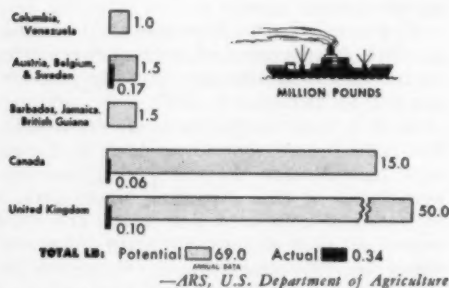 Columbia,
Venezuela
1.0
Austria, Belgium,
& Sweden
1.5
0.17
MILLION POUNDS
Barbados, Jamaica,
British Guiana
1.5
Canada
15.0
0.06
United Kingdom
50.0
0.10
TOTAL LB: Potential 69.0 Actual 0.34
ANNUAL DATA
—ARS, U.S. Department of Agriculture